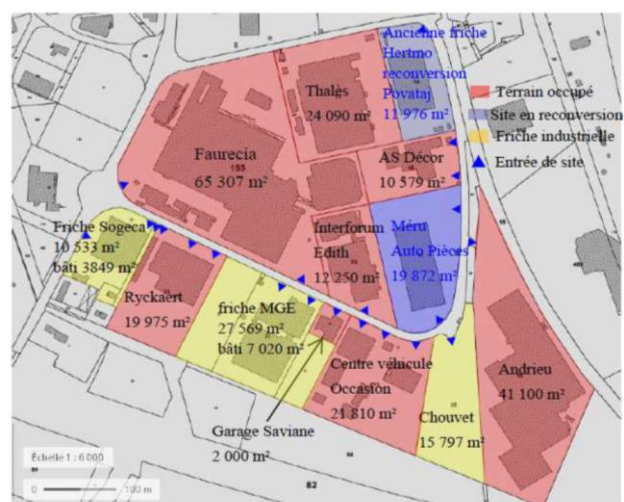 Ancienne friche
Hertmo
reconversion
Povataj
11 976 m²
Thalès
24 090 m²
Terrain occupé
Site en reconversion
Friche industrielle
Entrée de site
Faurecia
155
65 307 m²
AS Décor
10 579 m²
Friche Sogeca
10 533 m²
bâti 3849 m²
Interforum
Edith
12 250 m²
Méru
Auto Pièces
19 872 m²
Ryckaert
19 975 m²
friche MGE
27 569 m²
bâti 7 020 m²
Centre véhicule
Occasion
21 810 m²
Andrieu
41 100 m²
Chouvet
15 797 m²
Garage Saviane
2 000 m²
Échelle 1 : 6 000
0 100 m
82